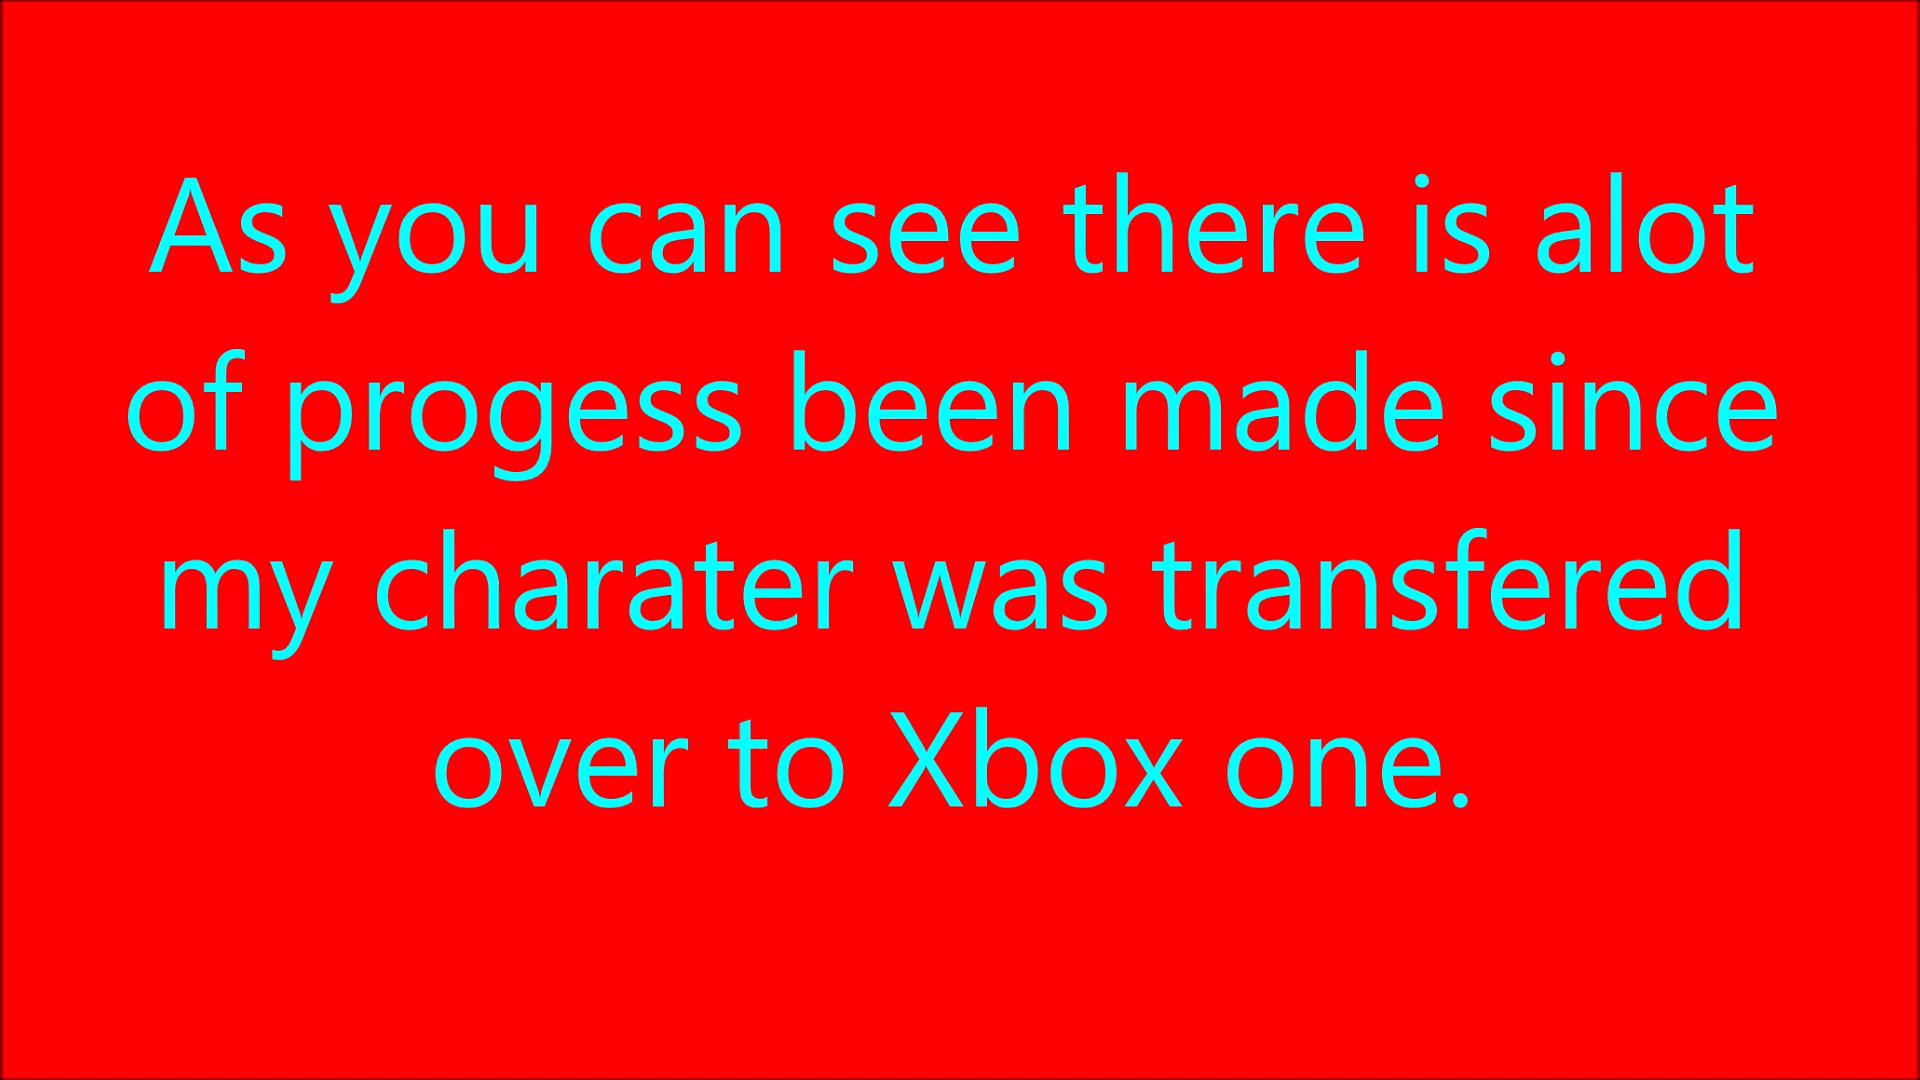 As you can see there is alot
of progess been made since
my charater was transfered
over to Xbox one.